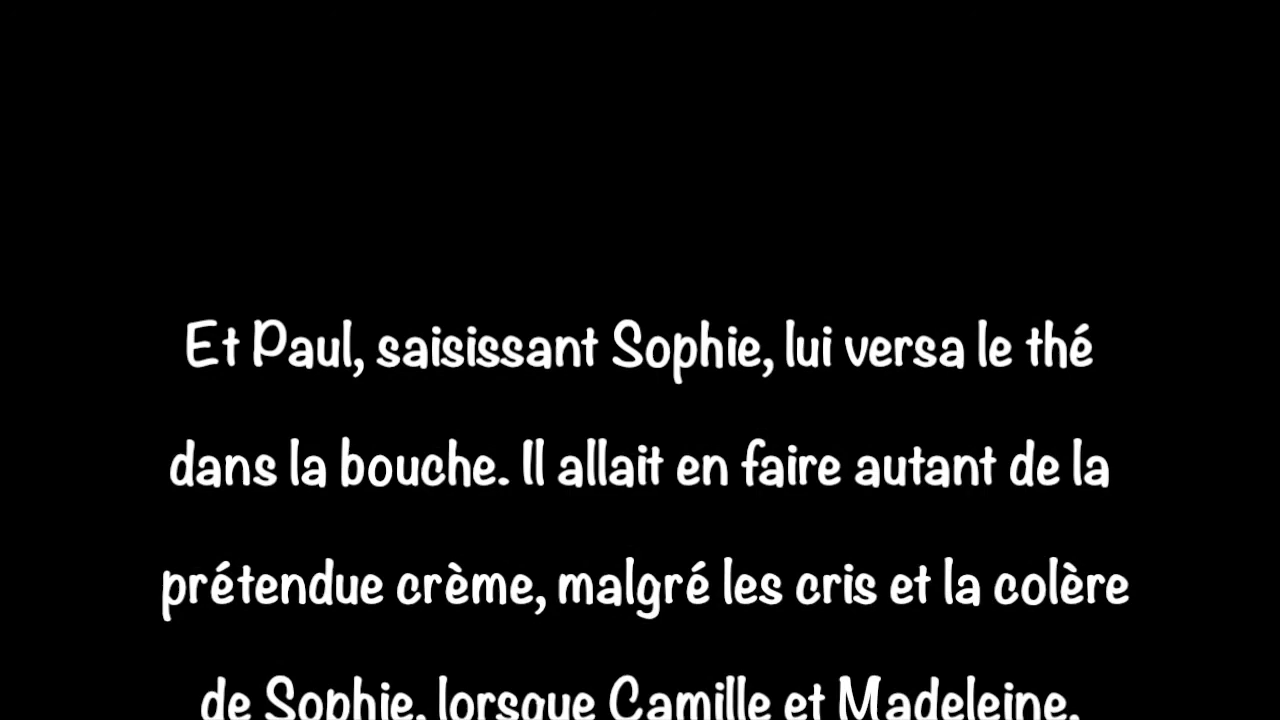 Et Paul, saisissant Sophie, lui versa le thé
dans la bouche. Il allait en faire autant de la
prétendue crème, malgré les cris et la colère
de Sophie, lorsque Camille et Madeleine,